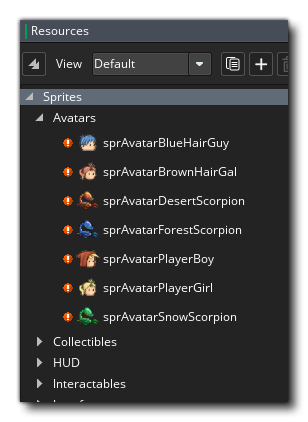 Resources
View Default
Sprites
Avatars
sprAvatarBlueHairGuy
sprAvatarBrownHairGal
sprAvatarDesertScorpion
sprAvatarForestScorpion
sprAvatarPlayerBoy
sprAvatarPlayerGirl
sprAvatarSnowScorpion
Collectibles
HUD
Interactables